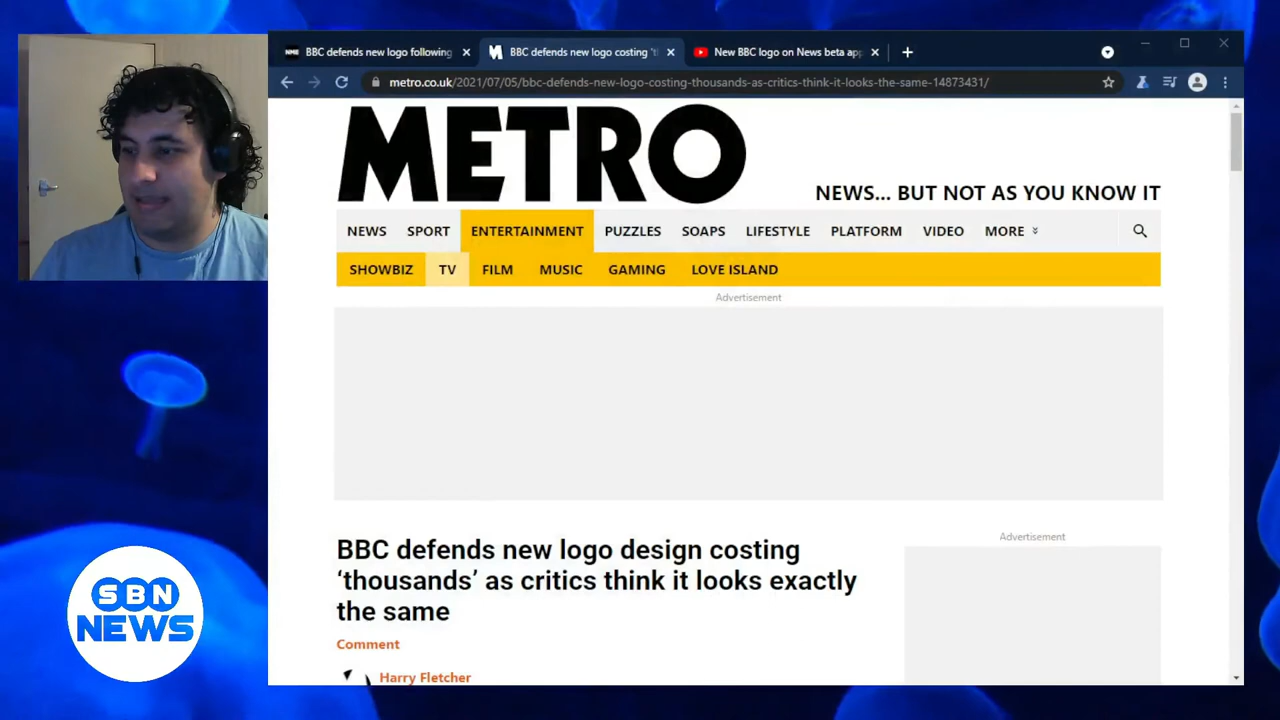 BBC defends new logo following
BBC defends new logo costing 't
New BBC logo on News beta app
metro.co.uk/2021/07/05/bbc-defends-new-logo-costing-thousands-as-critics-think-it-looks-the-same-14873431/
METRO
NEWS... BUT NOT AS YOU KNOW IT
NEWS SPORT ENTERTAINMENT PUZZLES SOAPS LIFESTYLE PLATFORM VIDEO MORE
SHOWBIZ TV FILM MUSIC GAMING LOVE ISLAND
Advertisement
Advertisement
BBC defends new logo design costing
‘thousands’ as critics think it looks exactly
the same
Comment
Harry Fletcher
SBN
NEWS